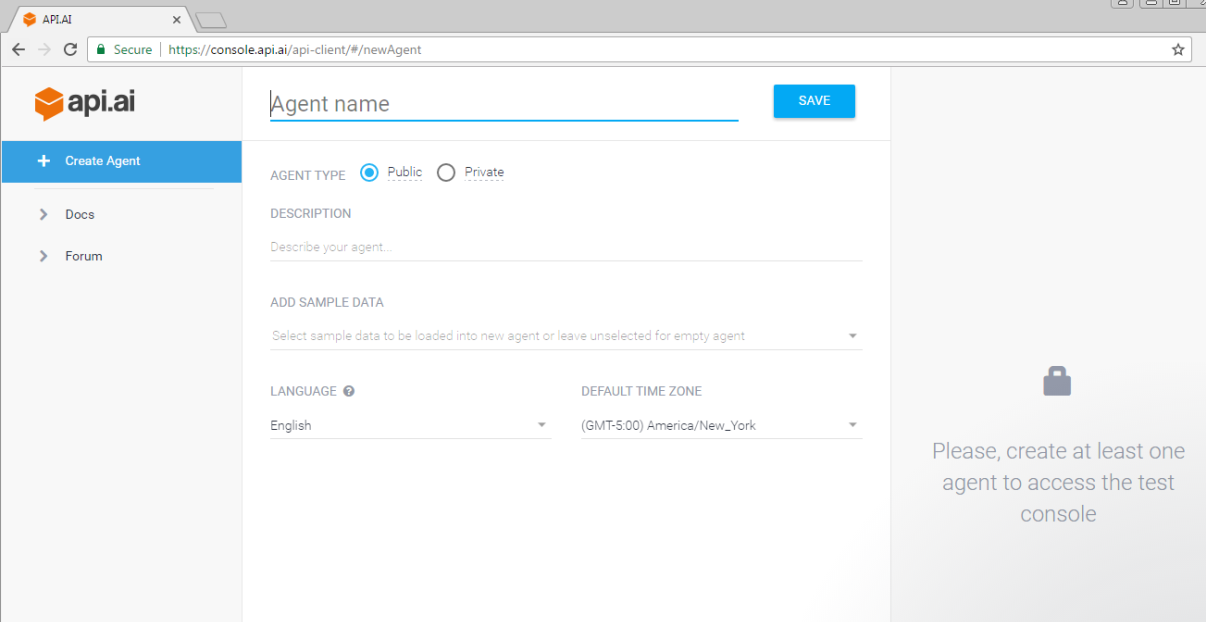 API.AI
Secure https://console.api.ai/api-client/#/newAgent
api.ai
Create Agent
Docs
Forum
Agent name
SAVE
AGENT TYPE Public Private
DESCRIPTION
Describe your agent...
ADD SAMPLE DATA
Select sample data to be loaded into new agent or leave unselected for empty agent
LANGUAGE
English
DEFAULT TIME ZONE
(GMT-5:00) America/New_York
Please, create at least one
agent to access the test
console